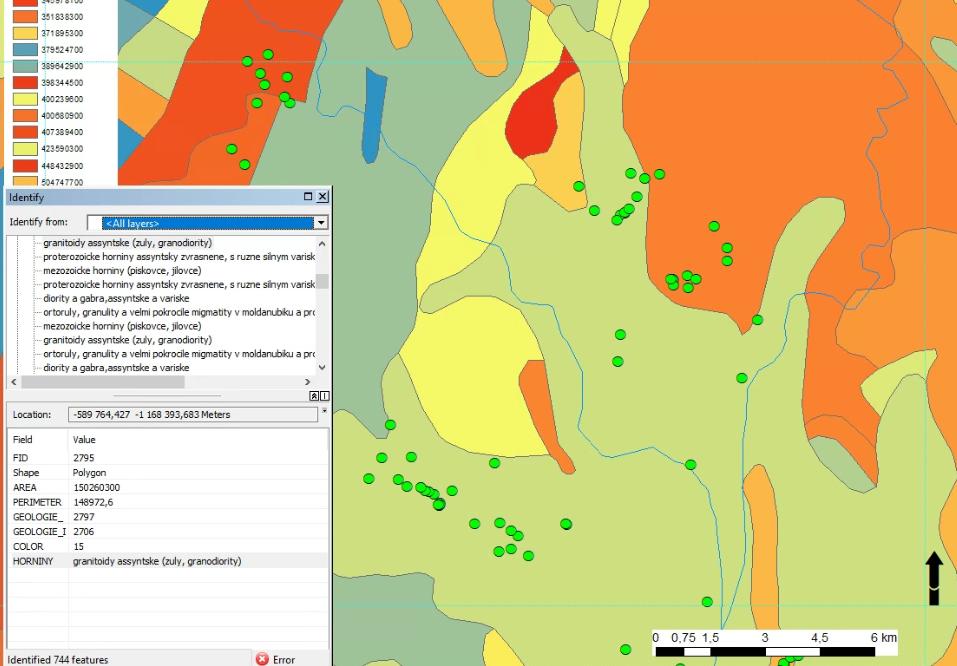 351838300
371895300
379524700
389642900
398344500
400239600
400680900
407389400
423590300
448432900
504747700
Identify
Identify from:
<All layers>
granitoidy assyntske (zuly, granodiority)
proterozoicke horniny assyntsky zvrasnene, s ruzne silnym varisk
mezozoicke horniny (piskovce, jilovce)
proterozoicke horniny assyntsky zvrasnene, s ruzne silnym varisk
diority a gabra,assyntske a variske
ortoruly, granulity a velmi pokrocile migmatity v moldanubiku a pro
mezozoicke horniny (piskovce, jilovce)
granitoidy assyntske (zuly, granodiority)
ortoruly, granulity a velmi pokrocile migmatity v moldanubiku a pro
diority a gabra,assyntske a variske
Location: -589 764,427 -1 168 393,683 Meters
Field Value
FID 2795
Shape Polygon
AREA 150260300
PERIMETER 148972,6
GEOLOGIE_ 2797
GEOLOGIE_I 2706
COLOR 15
HORNINY granitoidy assyntske (zuly, granodiority)
Identified 744 features Error
0 0,75 1,5 3 4,5 6 km